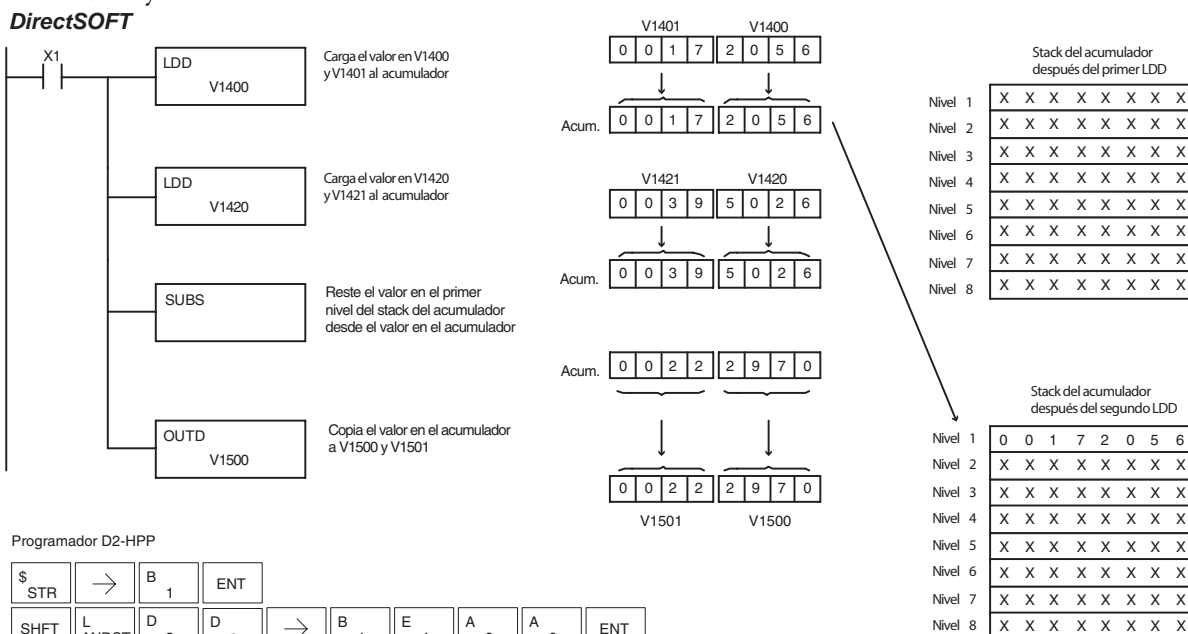 DirectSOFT
X1
LDD
V1400
Carga el valor en V1400
y V1401 al acumulador
LDD
V1420
Carga el valor en V1420
y V1421 al acumulador
SUBS
Reste el valor en el primer
nivel del stack del acumulador
desde el valor en el acumulador
OUTD
V1500
Copia el valor en el acumulador
a V1500 y V1501
V1401 V1400
0 0 1 7 2 0 5 6
Acum. 0 0 1 7 2 0 5 6
V1421 V1420
0 0 3 9 5 0 2 6
Acum. 0 0 3 9 5 0 2 6
Acum. 0 0 2 2 2 9 7 0
0 0 2 2 2 9 7 0
V1501 V1500
Stack del acumulador
después del primer LDD
Nivel 1 X X X X X X X X
Nivel 2 X X X X X X X X
Nivel 3 X X X X X X X X
Nivel 4 X X X X X X X X
Nivel 5 X X X X X X X X
Nivel 6 X X X X X X X X
Nivel 7 X X X X X X X X
Nivel 8 X X X X X X X X
Stack del acumulador
después del segundo LDD
Nivel 1 0 0 1 7 2 0 5 6
Nivel 2 X X X X X X X X
Nivel 3 X X X X X X X X
Nivel 4 X X X X X X X X
Nivel 5 X X X X X X X X
Nivel 6 X X X X X X X X
Nivel 7 X X X X X X X X
Nivel 8 X X X X X X X X
Programador D2-HPP
$ STR → B 1 ENT
SHFT L D D → B E A A ENT